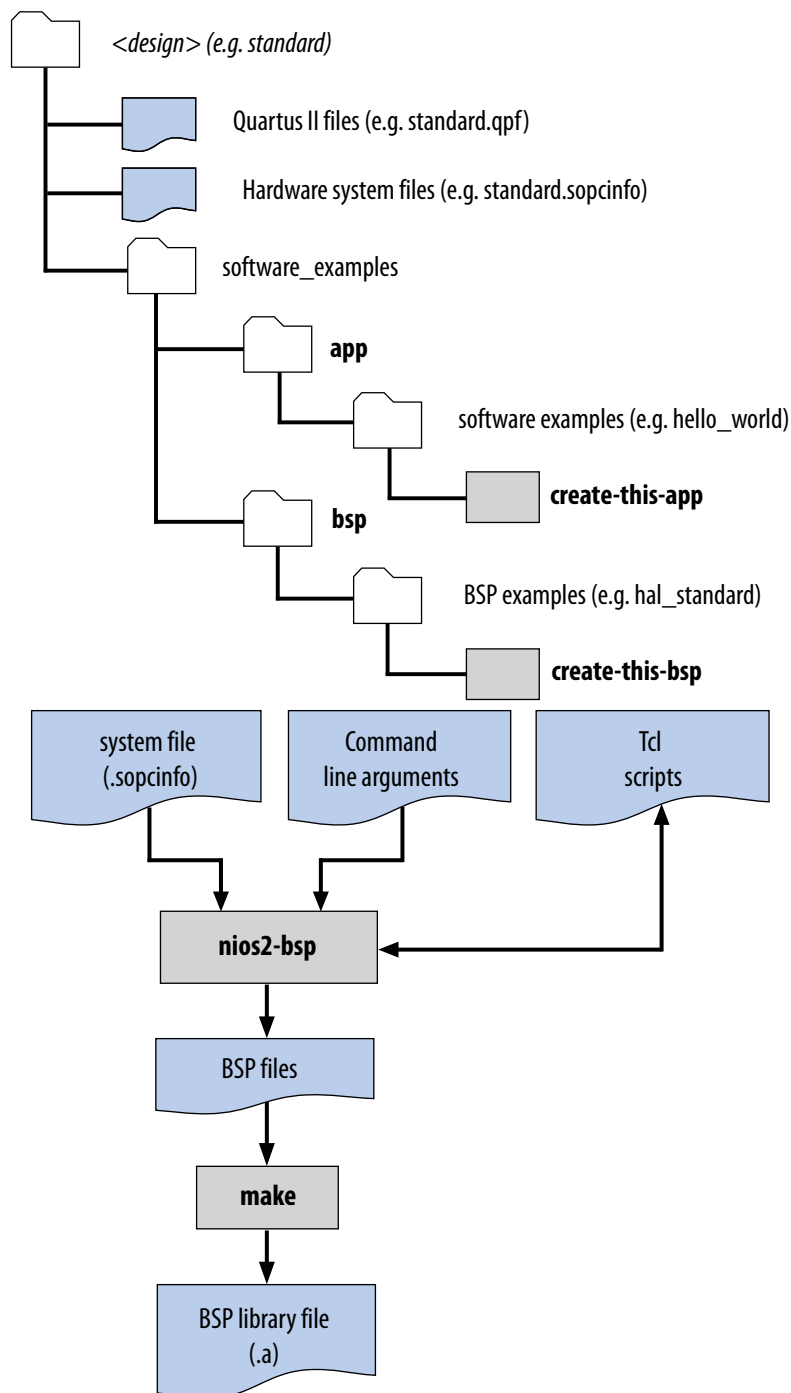 <design> (e.g. standard)
Quartus II files (e.g. standard.qpf)
Hardware system files (e.g. standard.sopcinfo)
software_examples
app
software examples (e.g. hello_world)
create-this-app
bsp
BSP examples (e.g. hal_standard)
create-this-bsp
system file
(.sopcinfo)
Command
line arguments
Tcl
scripts
nios2-bsp
BSP files
make
BSP library file
(.a)